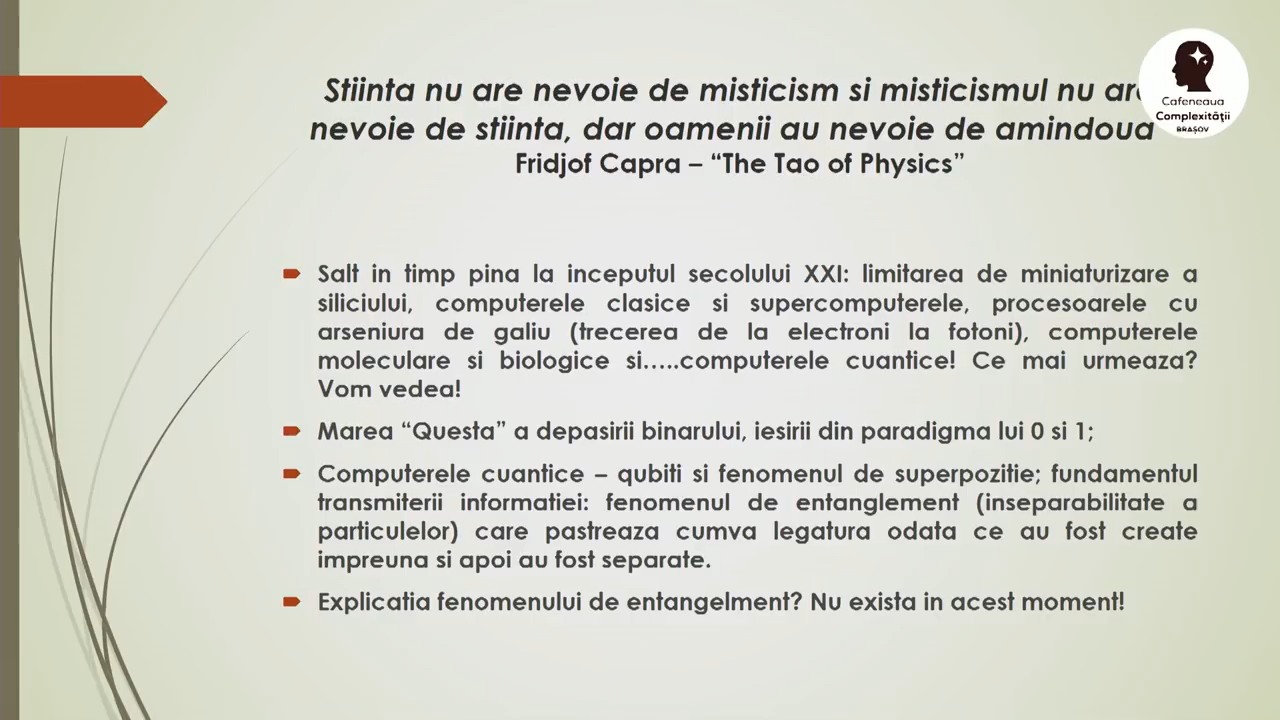 Stiinta nu are nevoie de misticism si misticismul nu are
nevoie de stiinta, dar oamenii au nevoie de amindoua
Fridjof Capra – “The Tao of Physics”
Cafeneaua
Complexităţii
BRAŞOV
Salt in timp pina la inceputul secolului XXI: limitarea de miniaturizare a
siliciului, computerele clasice si supercomputerele, procesoarele cu
arseniura de galiu (trecerea de la electroni la fotoni), computerele
moleculare si biologice si.....computerele cuantice! Ce mai urmeaza?
Vom vedea!
Marea “Questa” a depasirii binarului, iesirii din paradigma lui 0 si 1;
Computerele cuantice – qubiti si fenomenul de superpozitie; fundamentul
transmiterii informatiei: fenomenul de entanglement (inseparabilitate a
particulelor) care pastreaza cumva legatura odata ce au fost create
impreuna si apoi au fost separate.
Explicatia fenomenului de entangelment? Nu exista in acest moment!